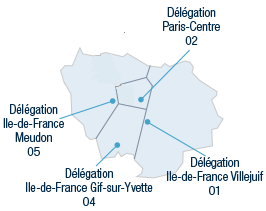 Délégation
Paris-Centre
02
Délégation
Ile-de-France
Meudon
05
Délégation
Ile-de-France Gif-sur-Yvette
04
Délégation
Ile-de-France Villejuif
01